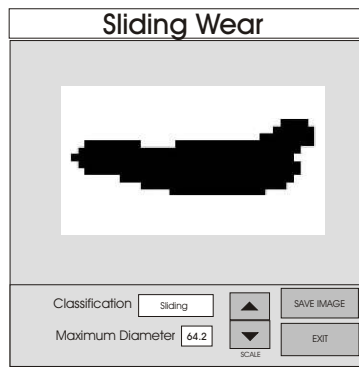 Sliding Wear
Classification Sliding
SAVE IMAGE
Maximum Diameter 64.2
EXIT
SCALE